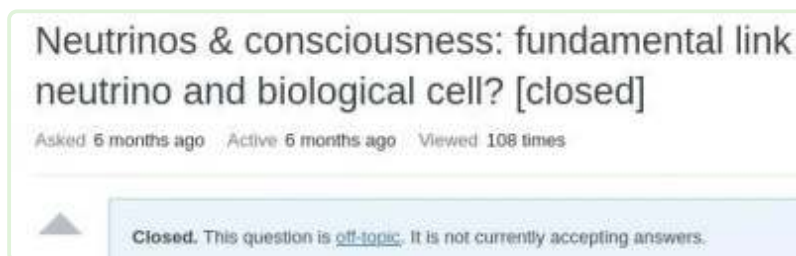 Neutrinos & consciousness: fundamental link
neutrino and biological cell? [closed]
Asked 6 months ago Active 6 months ago Viewed 108 times
Closed. This question is off-topic. It is not currently accepting answers.